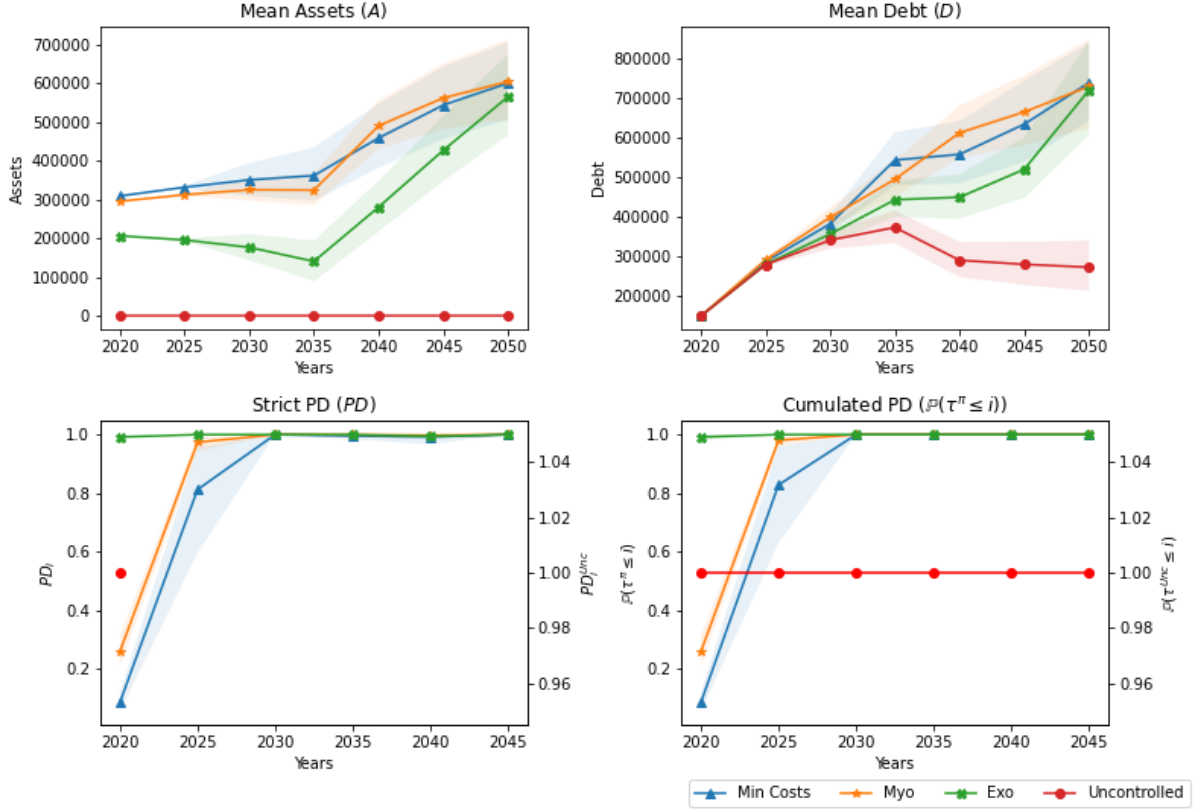 Mean Assets (A)
Assets
700000
600000
500000
400000
300000
200000
100000
0
2020 2025 2030 2035 2040 2045 2050
Years
Mean Debt (D)
Debt
800000
700000
600000
500000
400000
300000
200000
2020 2025 2030 2035 2040 2045 2050
Years
Strict PD (PD)
PD_i
1.0
0.8
0.6
0.4
0.2
1.04
1.02
1.00
0.98
0.96
PD_i^{Unc}
2020 2025 2030 2035 2040 2045
Years
Cumulated PD (ℙ(τ^π ≤ i))
ℙ(τ^π ≤ i)
1.0
0.8
0.6
0.4
0.2
1.04
1.02
1.00
0.98
0.96
ℙ(τ^{Unc} ≤ i)
2020 2025 2030 2035 2040 2045
Years
Min Costs Myo Exo Uncontrolled